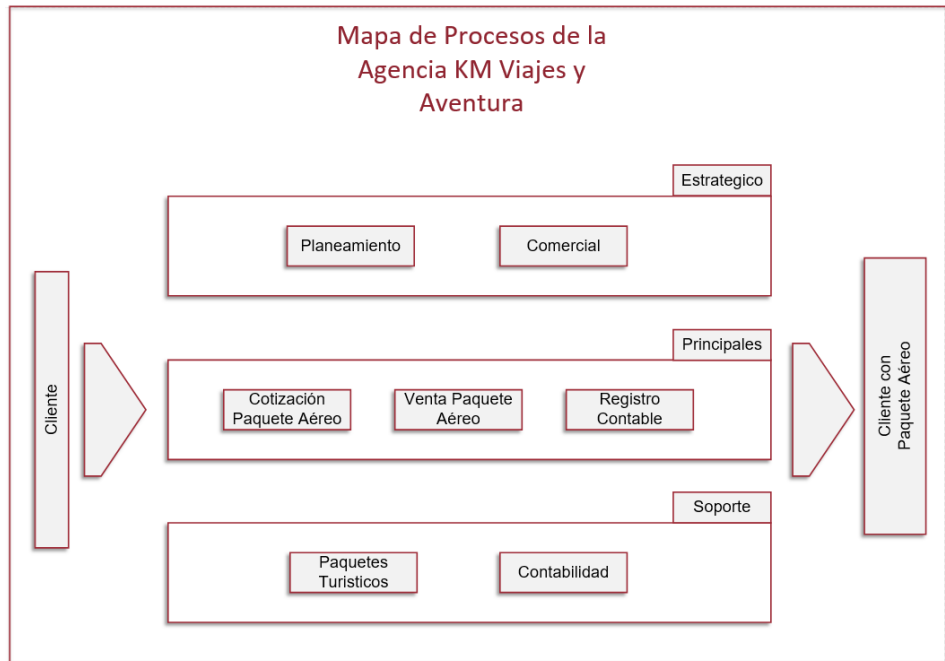 Mapa de Procesos de la
Agencia KM Viajes y
Aventura
Estrategico
Planeamiento
Comercial
Cliente
Principales
Cotización
Paquete Aéreo
Venta Paquete
Aéreo
Registro
Contable
Cliente con
Paquete Aéreo
Soporte
Paquetes
Turisticos
Contabilidad